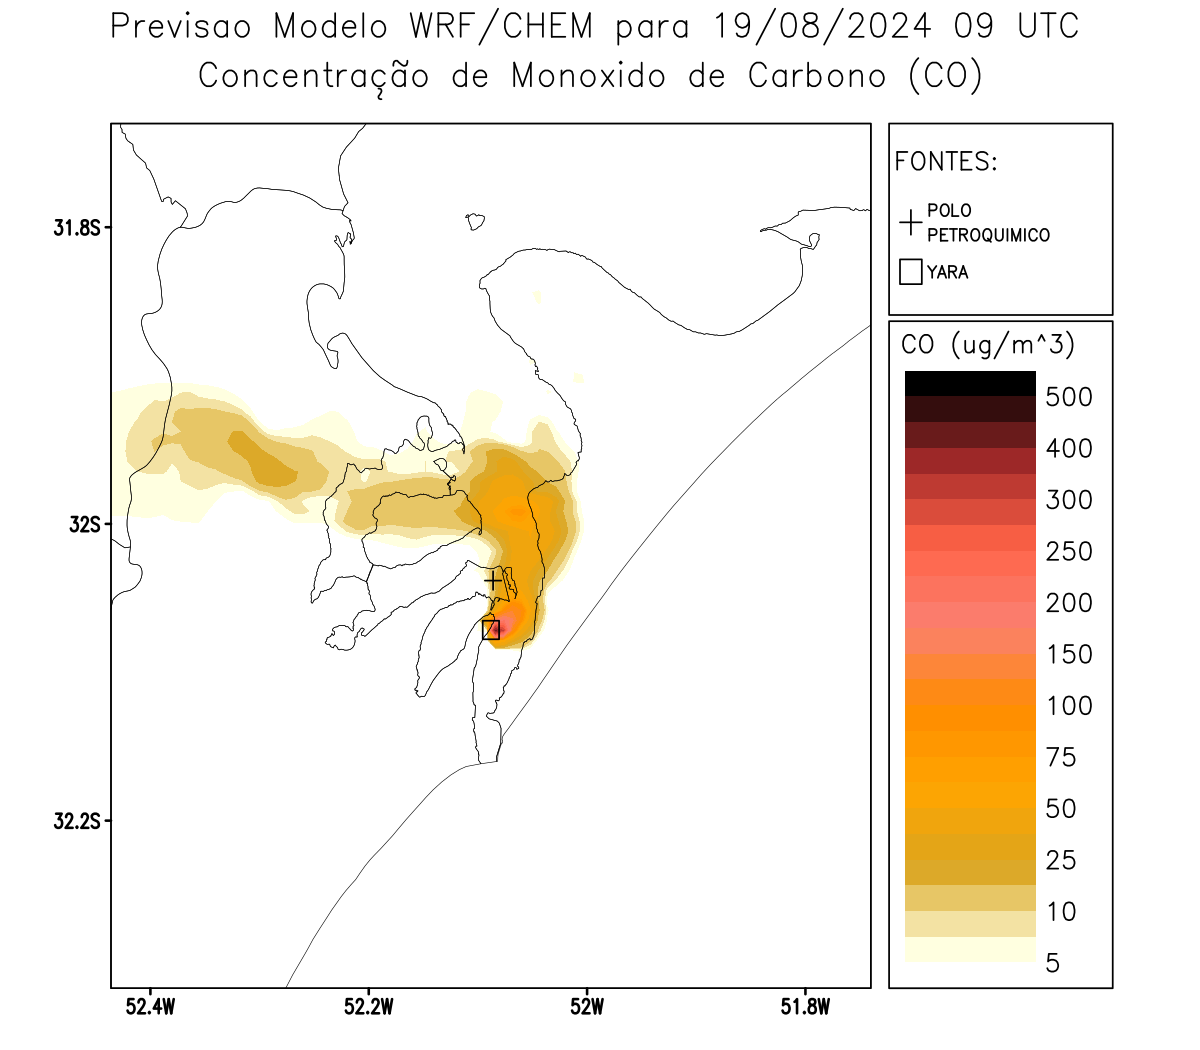 Previsao Modelo WRF/CHEM para 19/08/2024 09 UTC
Concentração de Monoxido de Carbono (CO)
FONTES:
POLO
PETROQUIMICO
YARA
CO (ug/m^3)
500
400
300
250
200
150
100
75
50
25
10
5
31.8S
32S
32.2S
52.4W
52.2W
52W
51.8W